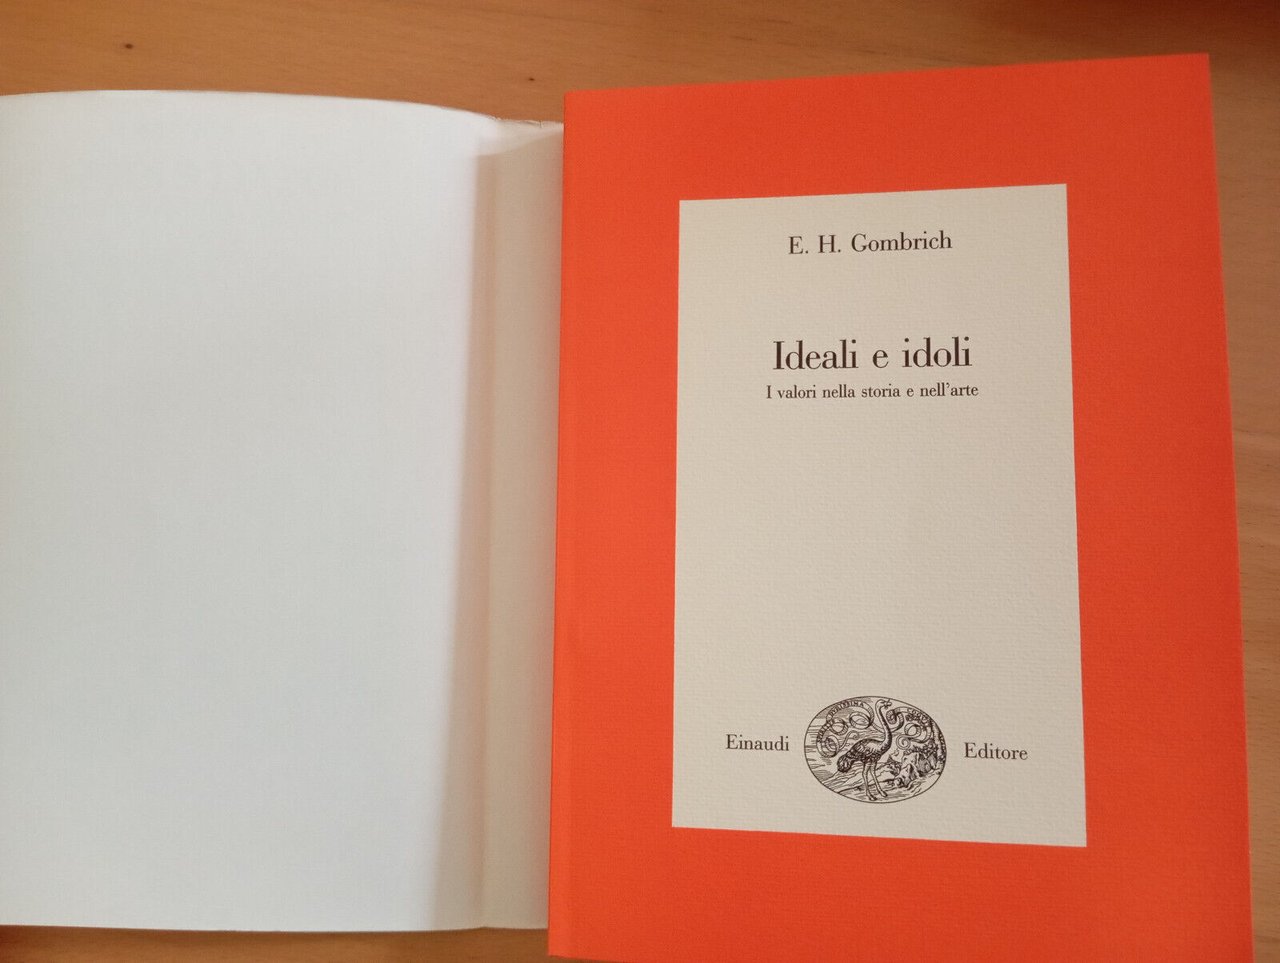 E. H. Gombrich
Ideali e idoli
I valori nella storia e nell'arte
Einaudi
Editore